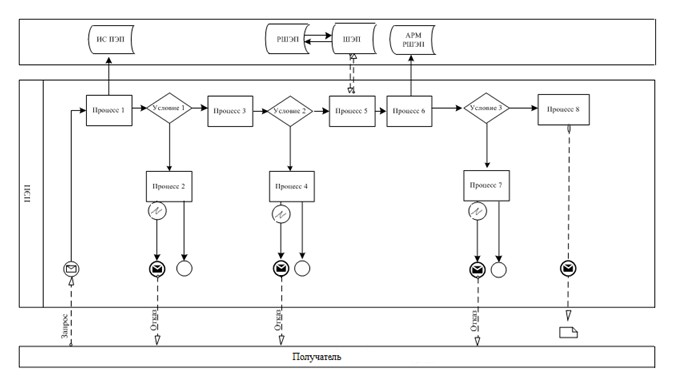 ИС ПЭП
РШЭП
ШЭП
АРМ
РШЭП
ПЭП
Процесс 1
Условие 1
Процесс 3
Условие 2
Процесс 5
Процесс 6
Условие 3
Процесс 8
Процесс 2
Процесс 4
Процесс 7
Запрос
Отказ
Отказ
Отказ
Получатель